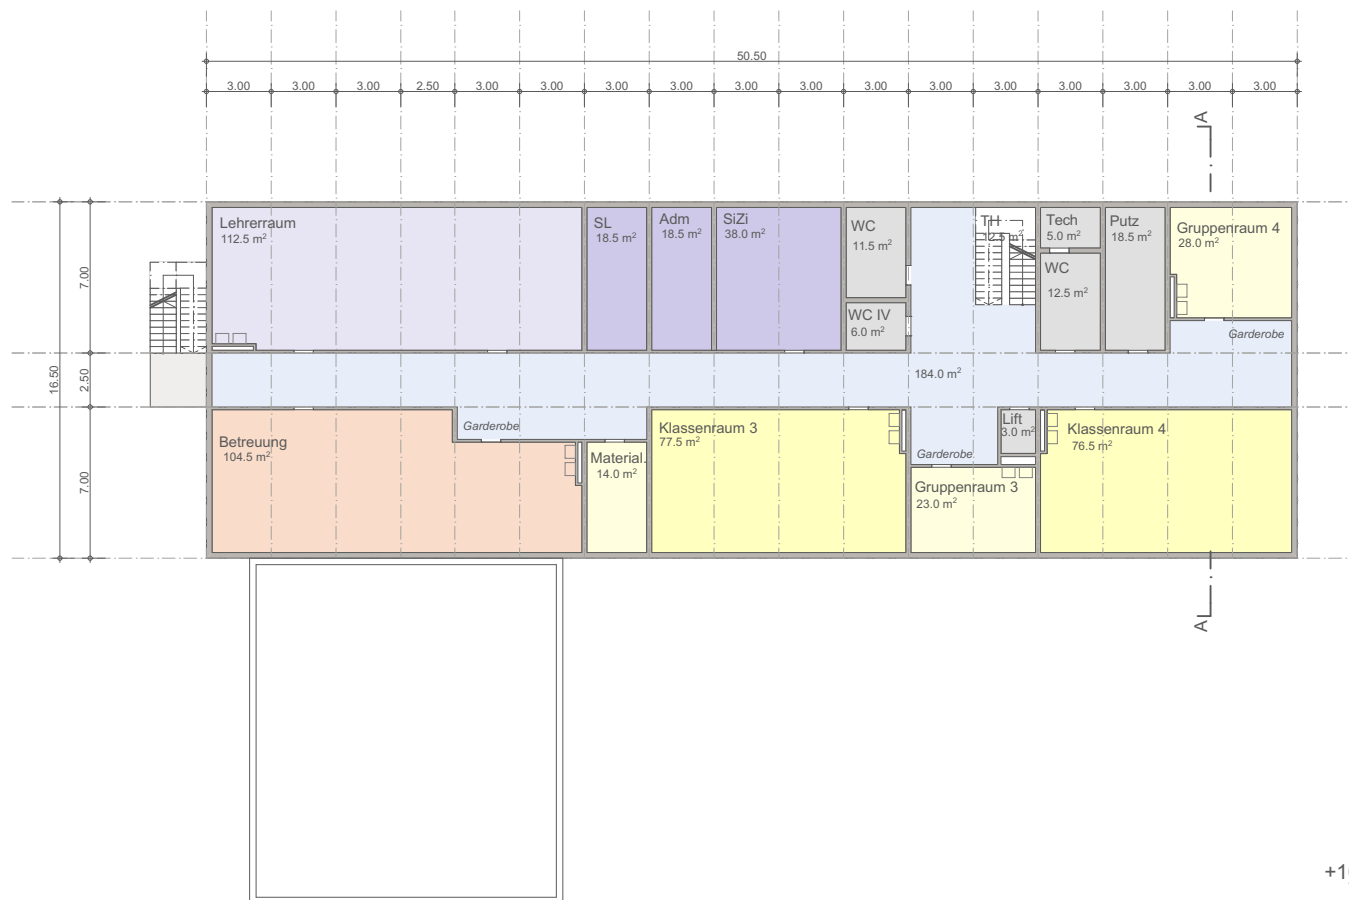 50.50
3.00 3.00 3.00 2.50 3.00 3.00 3.00 3.00 3.00 3.00 3.00 3.00 3.00 3.00 3.00 3.00 3.00
A
16.50
7.00
2.50
7.00
Lehrerraum
112.5 m²
SL
18.5 m²
Adm
18.5 m²
SiZi
38.0 m²
WC
11.5 m²
WC IV
6.0 m²
TH
12.5 m²
Tech
5.0 m²
WC
12.5 m²
Putz
18.5 m²
Gruppenraum 4
28.0 m²
Garderobe
184.0 m²
Betreuung
104.5 m²
Garderobe
Material.
14.0 m²
Klassenraum 3
77.5 m²
Garderobe
Lift
3.0 m²
Gruppenraum 3
23.0 m²
Klassenraum 4
76.5 m²
A